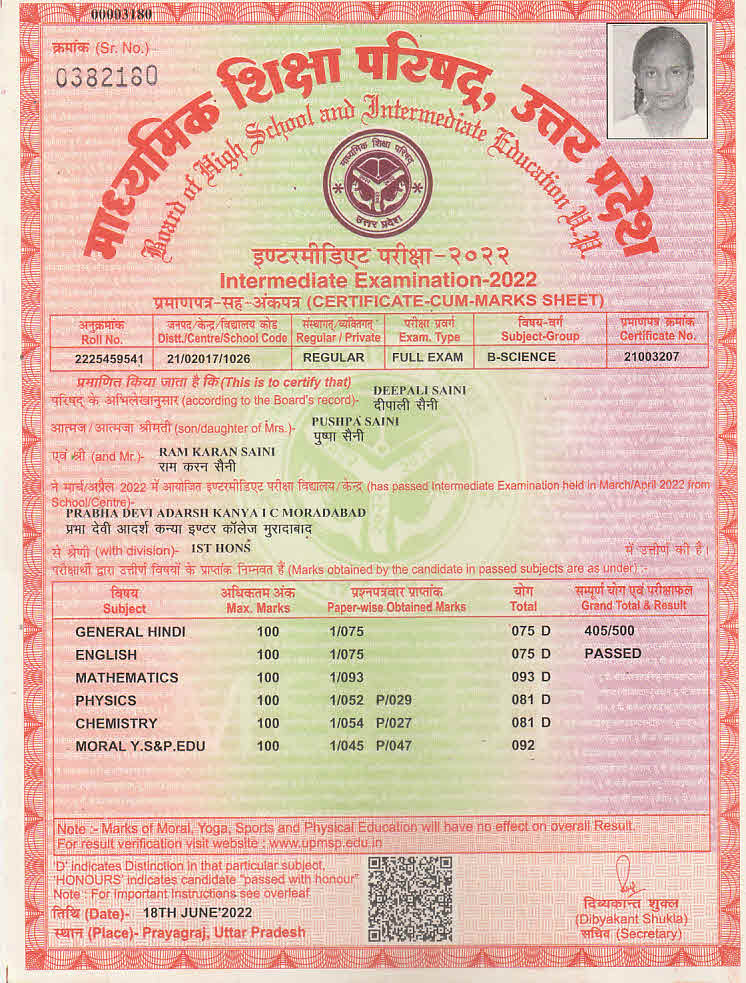 00003180
क्रमांक (Sr. No.)
0382180
माध्यमिक शिक्षा परिषद्, उत्तर प्रदेश
Board of High School and Intermediate Education U.P.
माध्यमिक शिक्षा परिषद्
उत्तर प्रदेश
इण्टरमीडिएट परीक्षा-२०२२
Intermediate Examination-2022
प्रमाणपत्र-सह-अंकपत्र (CERTIFICATE-CUM-MARKS SHEET)
अनुक्रमांक जनपद/केन्द्र/विद्यालय कोड संस्थागत/व्यक्तिगत परीक्षा प्रवर्ग विषय-वर्ग प्रमाणपत्र क्रमांक
Roll No. Distt./Centre/School Code Regular / Private Exam. Type Subject-Group Certificate No.
2225459541 21/02017/1026 REGULAR FULL EXAM B-SCIENCE 21003207
प्रमाणित किया जाता है कि (This is to certify that)
DEEPALI SAINI
परिषद् के अभिलेखानुसार (according to the Board's record)- दीपाली सैनी
PUSHPA SAINI
आत्मज/आत्मजा श्रीमती (son/daughter of Mrs.)- पुष्पा सैनी
एवं श्री (and Mr.)- RAM KARAN SAINI
राम करन सैनी
ने मार्च/अप्रैल 2022 में आयोजित इण्टरमीडिएट परीक्षा विद्यालय/केन्द्र (has passed Intermediate Examination held in March/April 2022 from
School/Centre)-
PRABHA DEVI ADARSH KANYA I C MORADABAD
प्रभा देवी आदर्श कन्या इण्टर कॉलेज मुरादाबाद
से श्रेणी (with division)- 1ST HONS में उत्तीर्ण की है।
परीक्षार्थी द्वारा उत्तीर्ण विषयों के प्राप्तांक निम्नवत हैं (Marks obtained by the candidate in passed subjects are as under) :-
विषय अधिकतम अंक प्रश्नपत्रवार प्राप्तांक योग सम्पूर्ण योग एवं परीक्षाफल
Subject Max. Marks Paper-wise Obtained Marks Total Grand Total & Result
GENERAL HINDI 100 1/075 075 D 405/500
ENGLISH 100 1/075 075 D PASSED
MATHEMATICS 100 1/093 093 D
PHYSICS 100 1/052 P/029 081 D
CHEMISTRY 100 1/054 P/027 081 D
MORAL Y.S&P.EDU 100 1/045 P/047 092
Note :- Marks of Moral, Yoga, Sports and Physical Education will have no effect on overall Result.
For result verification visit website : www.upmsp.edu.in
'D' indicates Distinction in that particular subject,
'HONOURS' indicates candidate "passed with honour"
Note : For Important Instructions see overleaf
तिथि (Date)- 18TH JUNE'2022
स्थान (Place)- Prayagraj, Uttar Pradesh
दिव्यकान्त शुक्ल
(Dibyakant Shukla)
सचिव (Secretary)